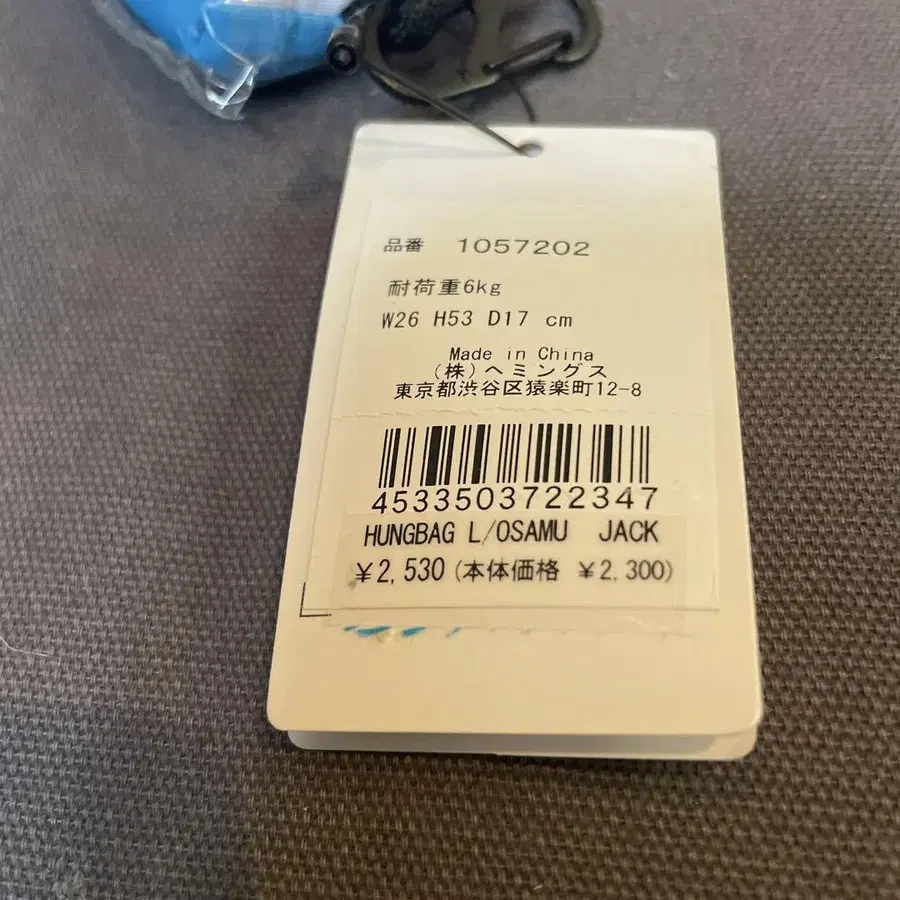 品番 1057202
耐荷重6kg
W26 H53 D17 cm
Made in China
(株)ヘミングス
東京都渋谷区猿楽町12-8
4533503722347
HUNGBAG L/OSAMU JACK
¥2,530(本体価格 ¥2,300)